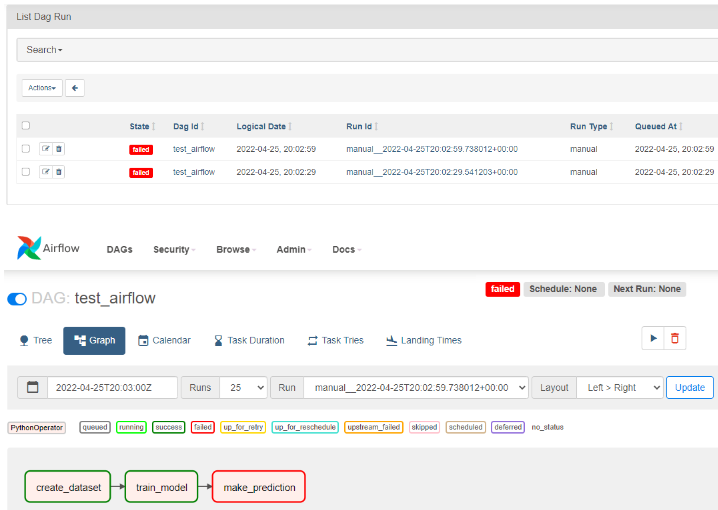 List Dag Run
Search
Actions
State Dag Id Logical Date Run Id Run Type Queued At
failed test_airflow 2022-04-25, 20:02:59 manual__2022-04-25T20:02:59.738012+00:00 manual 2022-04-25, 20:02:59
failed test_airflow 2022-04-25, 20:02:29 manual__2022-04-25T20:02:29.541203+00:00 manual 2022-04-25, 20:02:29
Airflow DAGs Security Browse Admin Docs
DAG: test_airflow failed Schedule: None Next Run: None
Tree Graph Calendar Task Duration Task Tries Landing Times
2022-04-25T20:03:00Z Runs 25 Run manual__2022-04-25T20:02:59.738012+00:00 Layout Left > Right Update
PythonOperator queued running success failed up_for_retry up_for_reschedule upstream_failed skipped scheduled deferred no_status
create_dataset train_model make_prediction